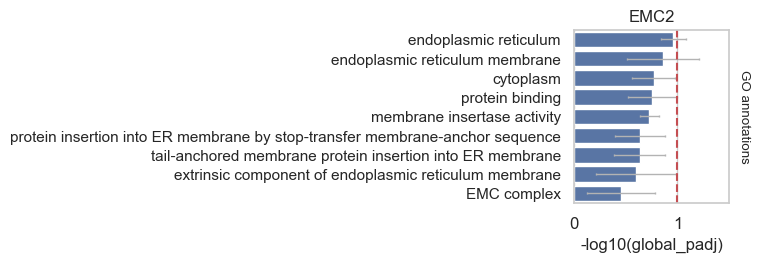 EMC2
endoplasmic reticulum
endoplasmic reticulum membrane
cytoplasm
protein binding
membrane insertase activity
protein insertion into ER membrane by stop-transfer membrane-anchor sequence
tail-anchored membrane protein insertion into ER membrane
extrinsic component of endoplasmic reticulum membrane
EMC complex
GO annotations
0 1
-log10(global_padj)